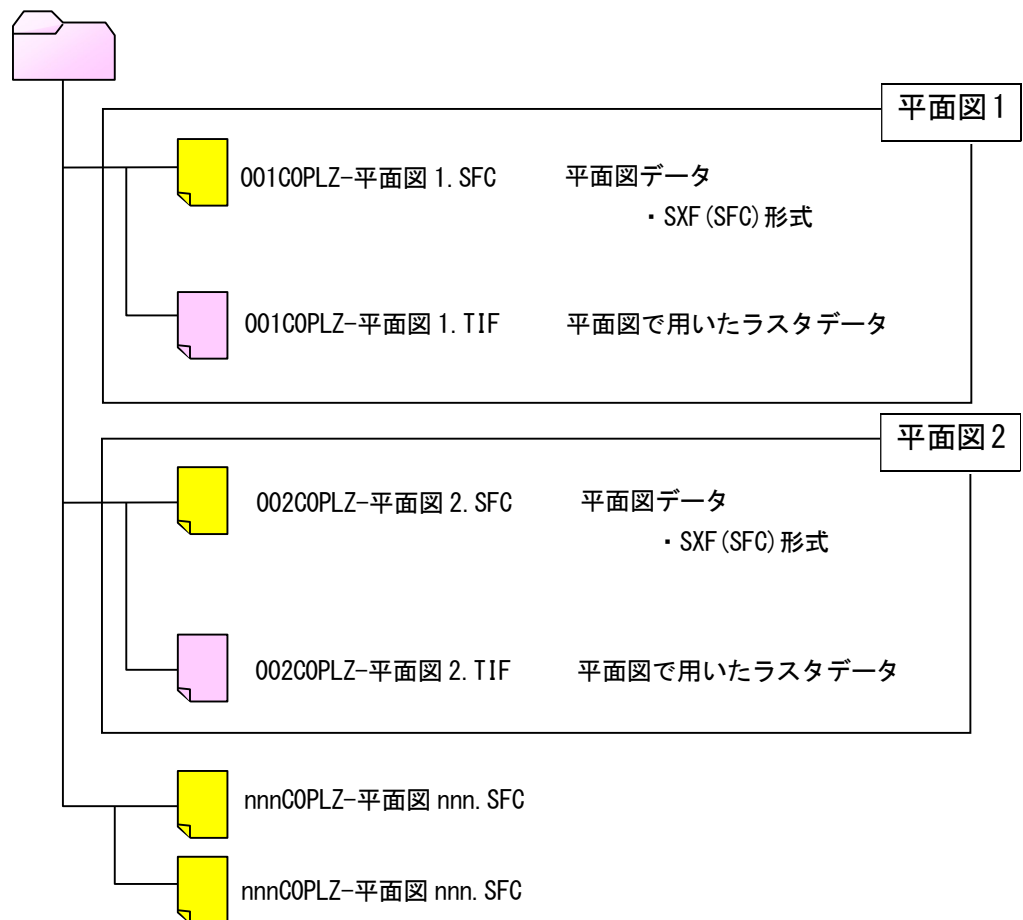 平面図1
001C0PLZ-平面図1.SFC 平面図データ
・SXF(SFC)形式
001C0PLZ-平面図1.TIF 平面図で用いたラスタデータ
平面図2
002C0PLZ-平面図2.SFC 平面図データ
・SXF(SFC)形式
002C0PLZ-平面図2.TIF 平面図で用いたラスタデータ
nnnC0PLZ-平面図nnn.SFC
nnnC0PLZ-平面図nnn.SFC